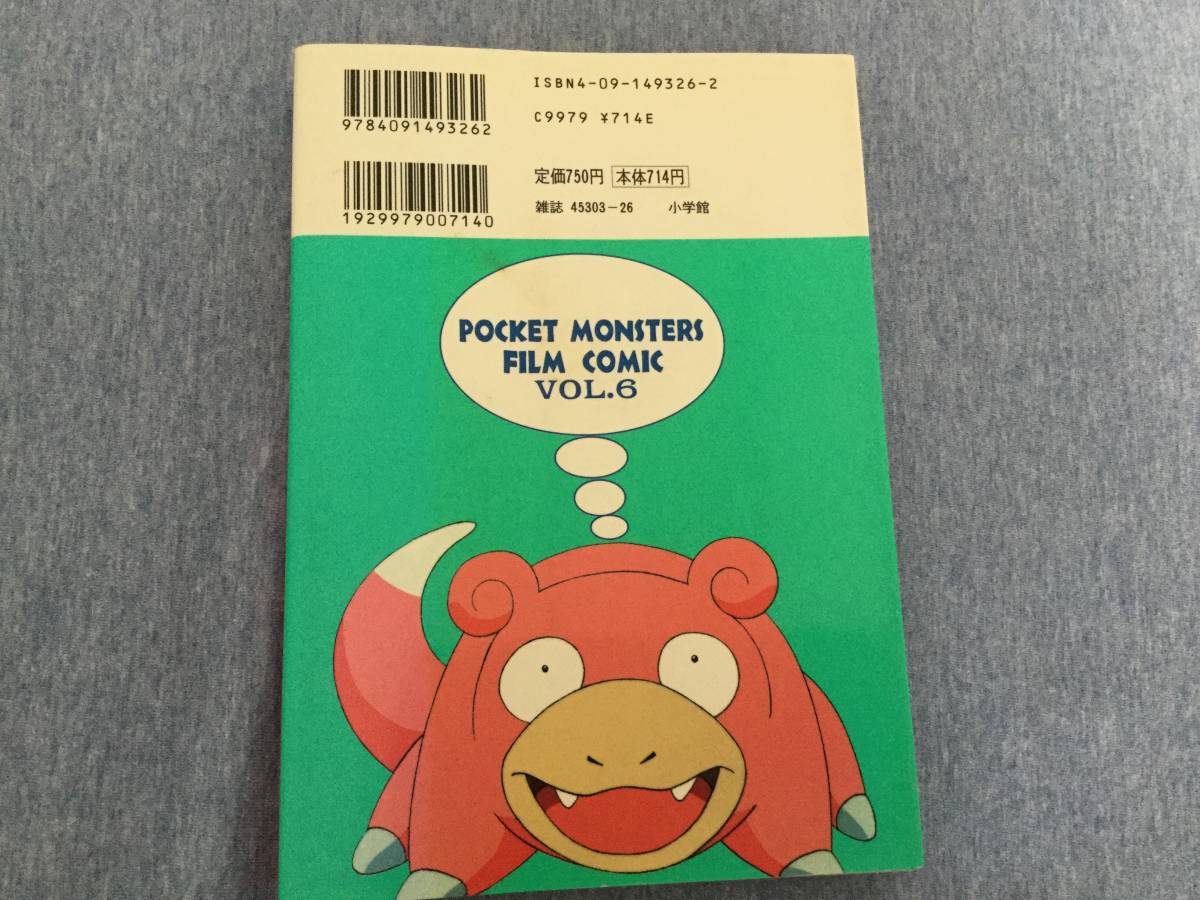 ISBN4-09-149326-2
9784091493262
C9979 ¥714E
定価750円 本体714円
1929979007140
雑誌 45303-26 小学館
POCKET MONSTERS
FILM COMIC
VOL.6